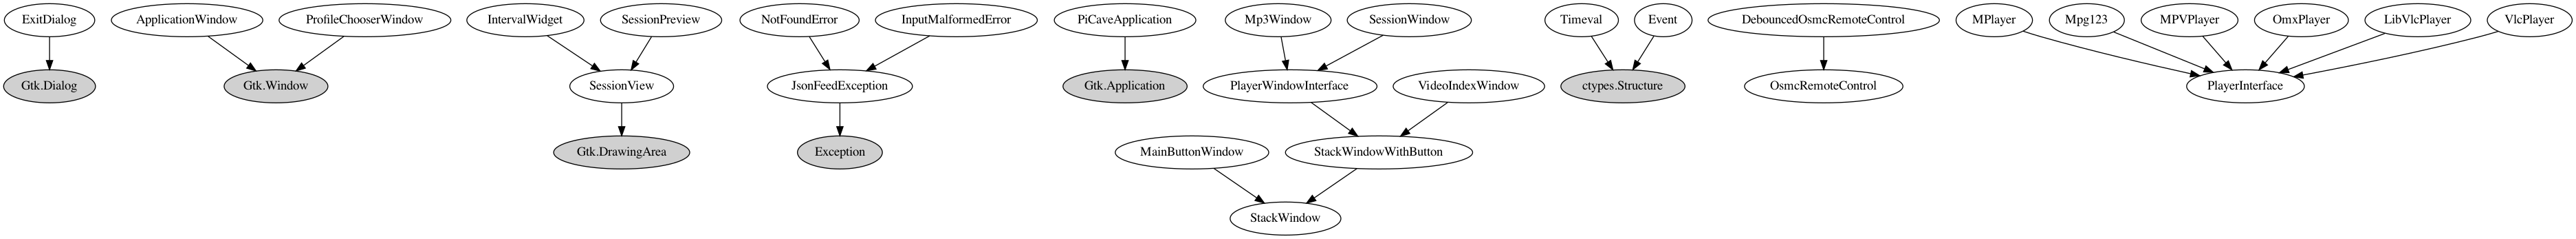 ExitDialog
ApplicationWindow
ProfileChooserWindow
IntervalWidget
SessionPreview
NotFoundError
InputMalformedError
PiCaveApplication
Mp3Window
SessionWindow
Timeval
Event
DebouncedOsmcRemoteControl
MPlayer
Mpg123
MPVPlayer
OmxPlayer
LibVlcPlayer
VlcPlayer
Gtk.Dialog
Gtk.Window
SessionView
JsonFeedException
Gtk.Application
PlayerWindowInterface
VideoIndexWindow
ctypes.Structure
OsmcRemoteControl
PlayerInterface
Gtk.DrawingArea
Exception
MainButtonWindow
StackWindowWithButton
StackWindow